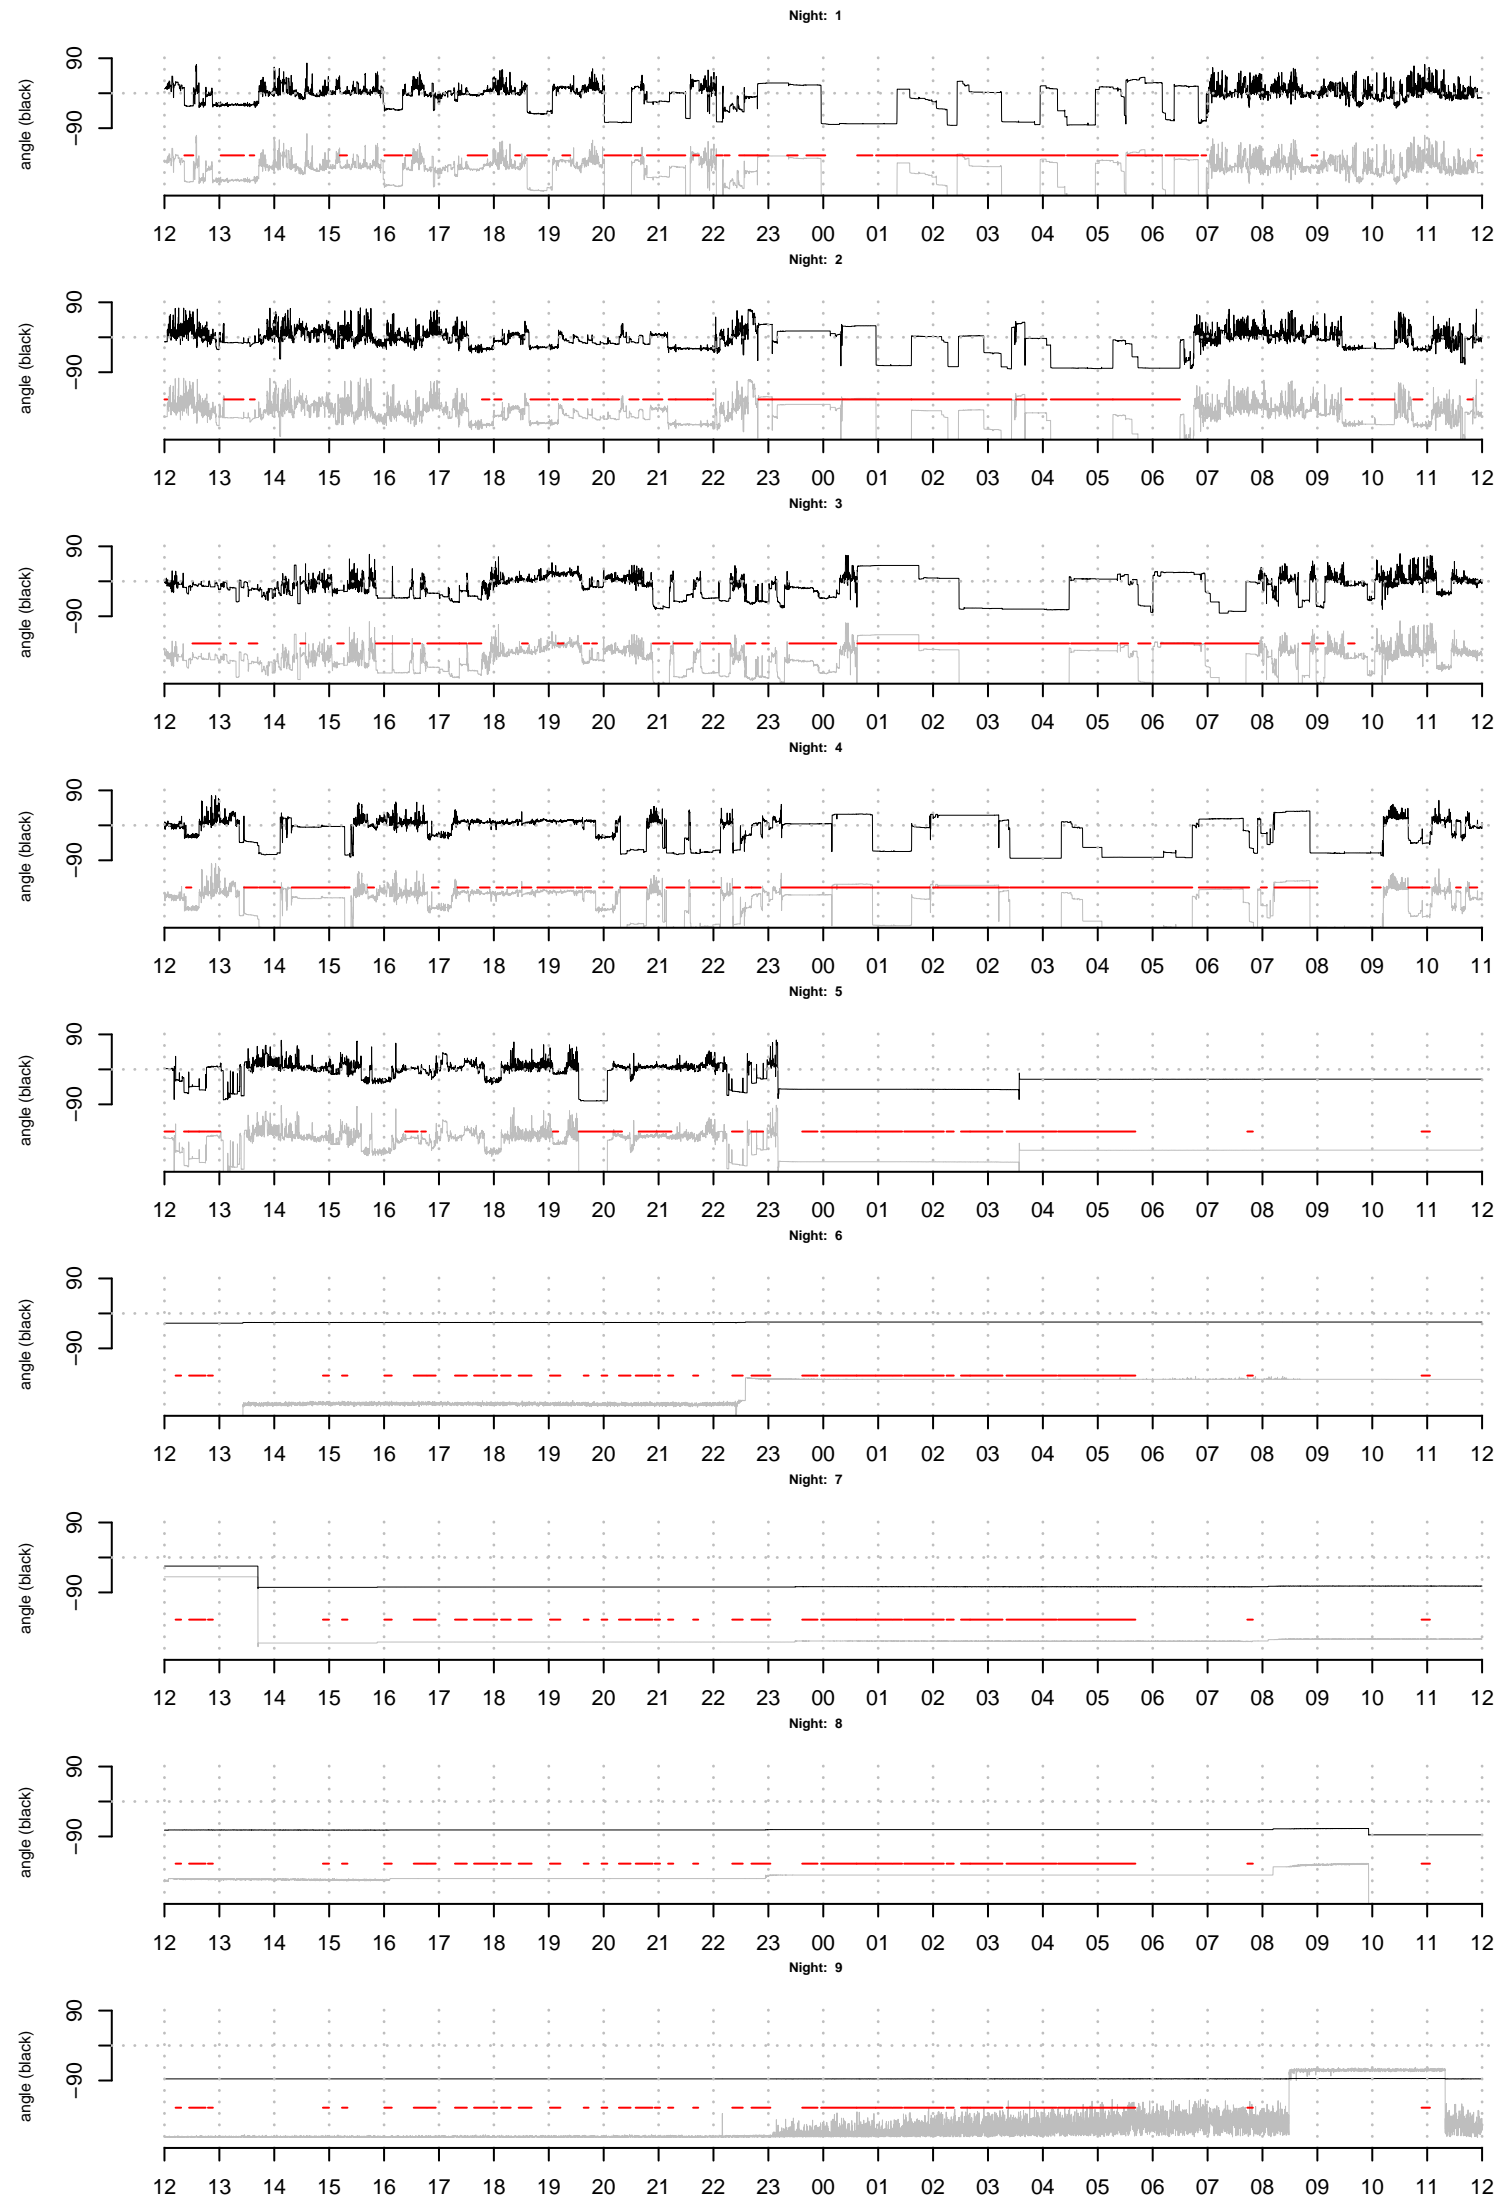 Night: 1
90
-90
angle (black)
12 13 14 15 16 17 18 19 20 21 22 23 00 01 02 03 04 05 06 07 08 09 10 11 12
Night: 2
90
-90
angle (black)
12 13 14 15 16 17 18 19 20 21 22 23 00 01 02 03 04 05 06 07 08 09 10 11 12
Night: 3
90
-90
angle (black)
12 13 14 15 16 17 18 19 20 21 22 23 00 01 02 03 04 05 06 07 08 09 10 11 12
Night: 4
90
-90
angle (black)
12 13 14 15 16 17 18 19 20 21 22 23 00 01 02 02 03 04 05 06 07 08 09 10 11
Night: 5
90
-90
angle (black)
12 13 14 15 16 17 18 19 20 21 22 23 00 01 02 03 04 05 06 07 08 09 10 11 12
Night: 6
90
-90
angle (black)
12 13 14 15 16 17 18 19 20 21 22 23 00 01 02 03 04 05 06 07 08 09 10 11 12
Night: 7
90
-90
angle (black)
12 13 14 15 16 17 18 19 20 21 22 23 00 01 02 03 04 05 06 07 08 09 10 11 12
Night: 8
90
-90
angle (black)
12 13 14 15 16 17 18 19 20 21 22 23 00 01 02 03 04 05 06 07 08 09 10 11 12
Night: 9
90
-90
angle (black)
12 13 14 15 16 17 18 19 20 21 22 23 00 01 02 03 04 05 06 07 08 09 10 11 12